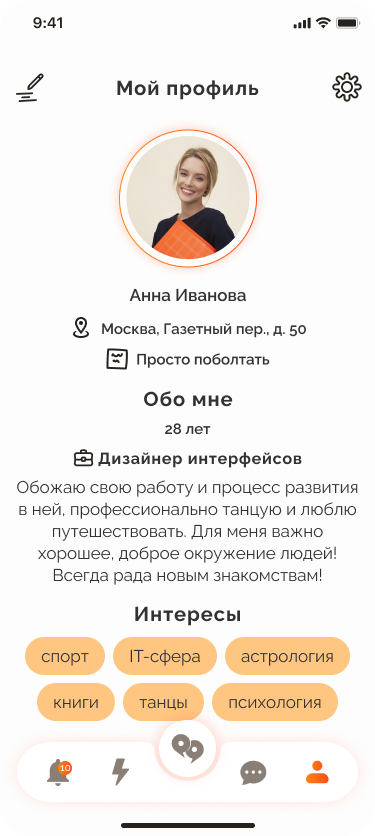 9:41
Мой профиль
Анна Иванова
Москва, Газетный пер., д. 50
Просто поболтать
Обо мне
28 лет
Дизайнер интерфейсов
Обожаю свою работу и процесс развития
в ней, профессионально танцую и люблю
путешествовать. Для меня важно
хорошее, доброе окружение людей!
Всегда рада новым знакомствам!
Интересы
спорт IT-сфера астрология
книги танцы психология
10